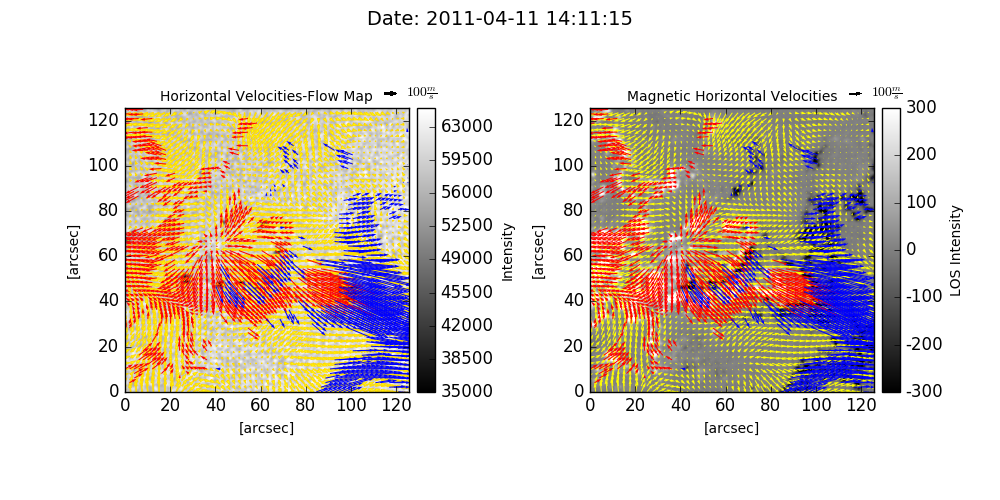 Date: 2011-04-11 14:11:15
Horizontal Velocities-Flow Map
100 m/s
120
100
80
60
40
20
0
0 20 40 60 80 100 120
[arcsec]
[arcsec]
63000
59500
56000
52500
49000
45500
42000
38500
35000
Intensity
Magnetic Horizontal Velocities
100 m/s
120
100
80
60
40
20
0
0 20 40 60 80 100 120
[arcsec]
[arcsec]
300
200
100
0
-100
-200
-300
LOS Intensity